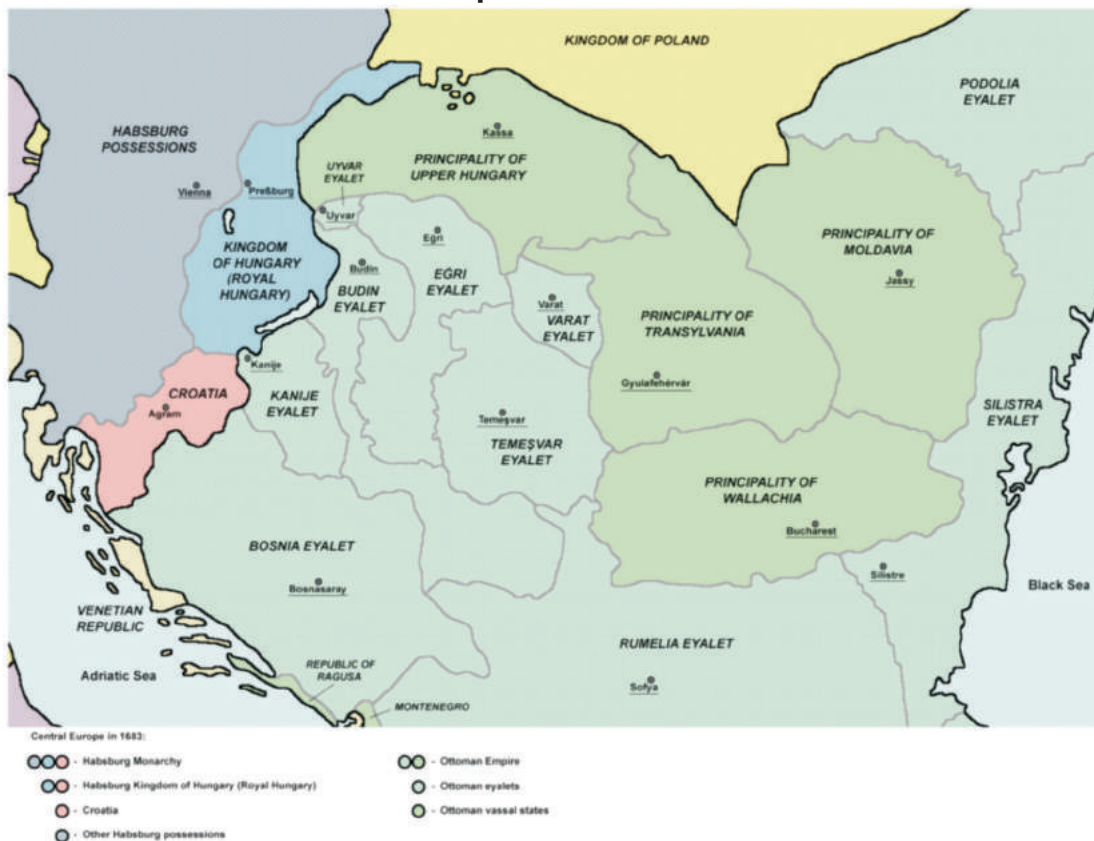 KINGDOM OF POLAND
PODOLIA
EYALET
HABSBURG
POSSESSIONS
Kassa
PRINCIPALITY OF
UPPER HUNGARY
UYVAR
EYALET
Vienna
Preßburg
Uyvar
Eğri
PRINCIPALITY OF
MOLDAVIA
KINGDOM
OF HUNGARY
(ROYAL
HUNGARY)
Budin
BUDIN
EYALET
EĞRI
EYALET
Jassy
Varat
VARAT
EYALET
PRINCIPALITY OF
TRANSYLVANIA
Kanije
CROATIA
KANIJE
EYALET
Gyulafehérvár
Agram
Temeşvar
SILISTRA
EYALET
TEMEŞVAR
EYALET
PRINCIPALITY OF
WALLACHIA
Bucharest
BOSNIA EYALET
Silistre
Bosnasaray
Black Sea
VENETIAN
REPUBLIC
RUMELIA EYALET
REPUBLIC OF
RAGUSA
Adriatic Sea
Sofya
MONTENEGRO
Central Europe in 1683:
- Habsburg Monarchy
- Habsburg Kingdom of Hungary (Royal Hungary)
- Croatia
- Other Habsburg possessions
- Ottoman Empire
- Ottoman eyalets
- Ottoman vassal states